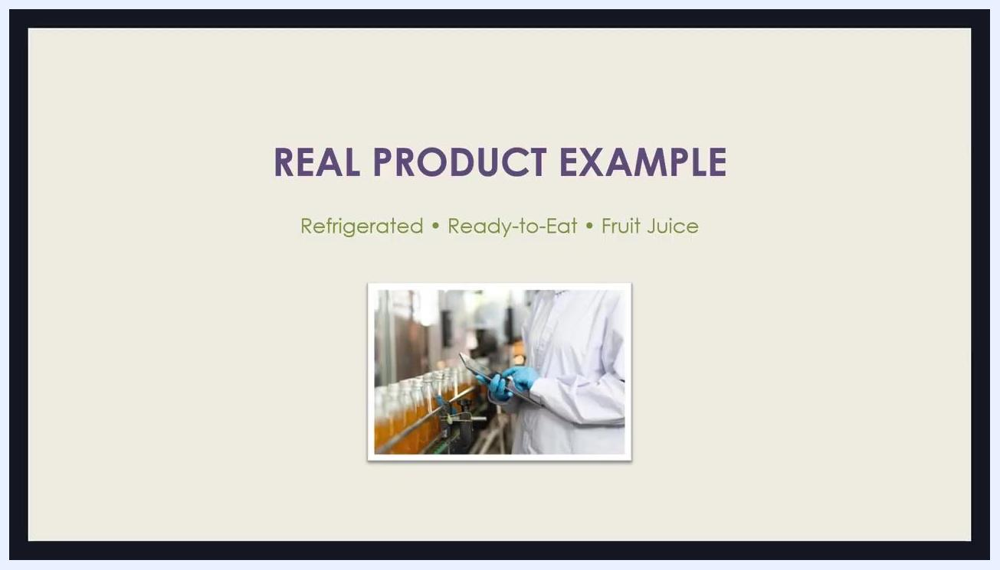 REAL PRODUCT EXAMPLE
Refrigerated • Ready-to-Eat • Fruit Juice